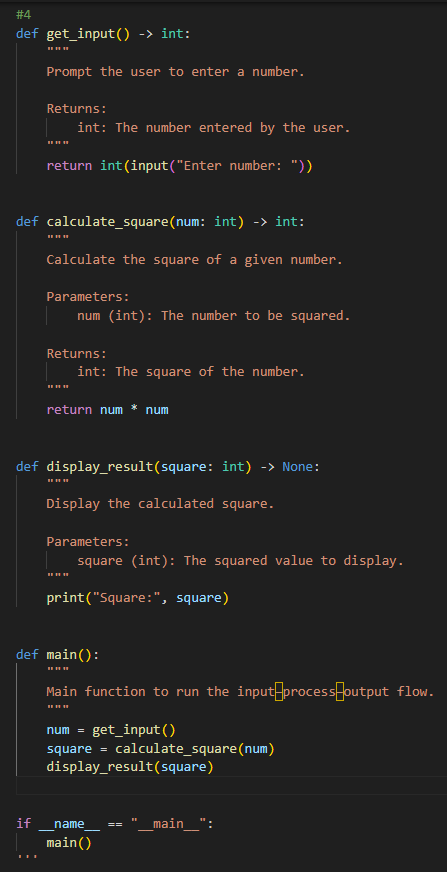 #4
def get_input() -> int:
    """
    Prompt the user to enter a number.

    Returns:
        int: The number entered by the user.
    """
    return int(input("Enter number: "))


def calculate_square(num: int) -> int:
    """
    Calculate the square of a given number.

    Parameters:
        num (int): The number to be squared.

    Returns:
        int: The square of the number.
    """
    return num * num


def display_result(square: int) -> None:
    """
    Display the calculated square.

    Parameters:
        square (int): The squared value to display.
    """
    print("Square:", square)


def main():
    """
    Main function to run the input–process–output flow.
    """
    num = get_input()
    square = calculate_square(num)
    display_result(square)


if __name__ == "__main__":
    main()
'''